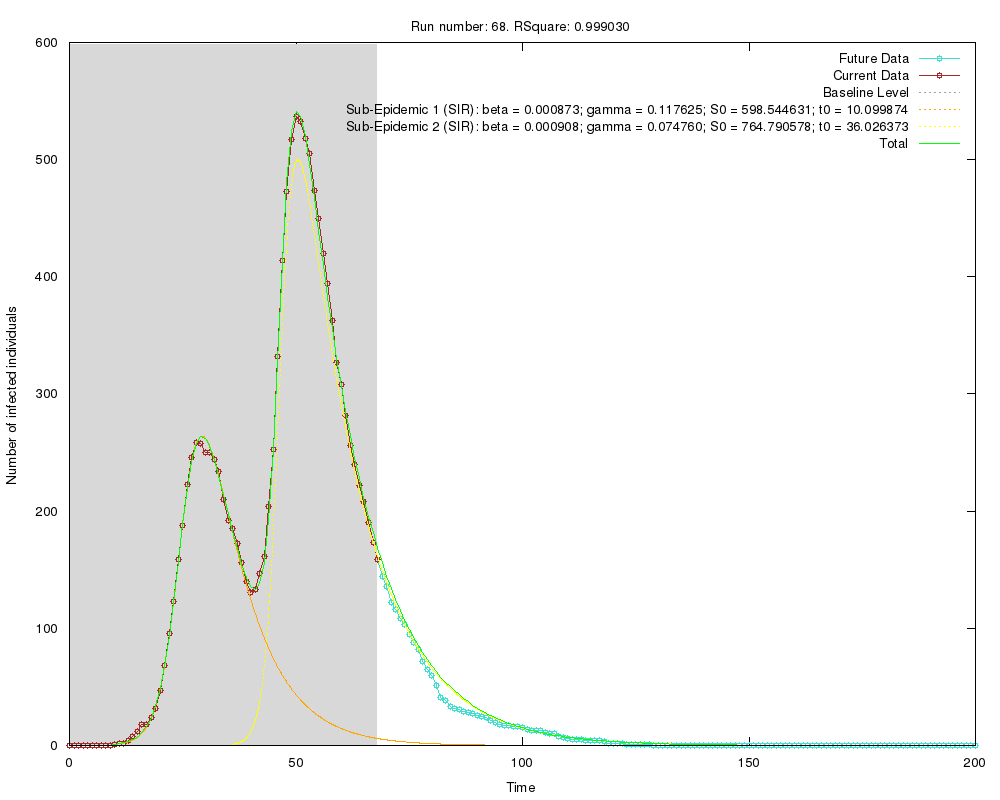 Run number: 68. RSquare: 0.999030
600
500
400
300
200
100
0
Number of infected individuals
Future Data
Current Data
Baseline Level
Sub-Epidemic 1 (SIR): beta = 0.000873; gamma = 0.117625; S0 = 598.544631; t0 = 10.099874
Sub-Epidemic 2 (SIR): beta = 0.000908; gamma = 0.074760; S0 = 764.790578; t0 = 36.026373
Total
0 50 100 150 200
Time